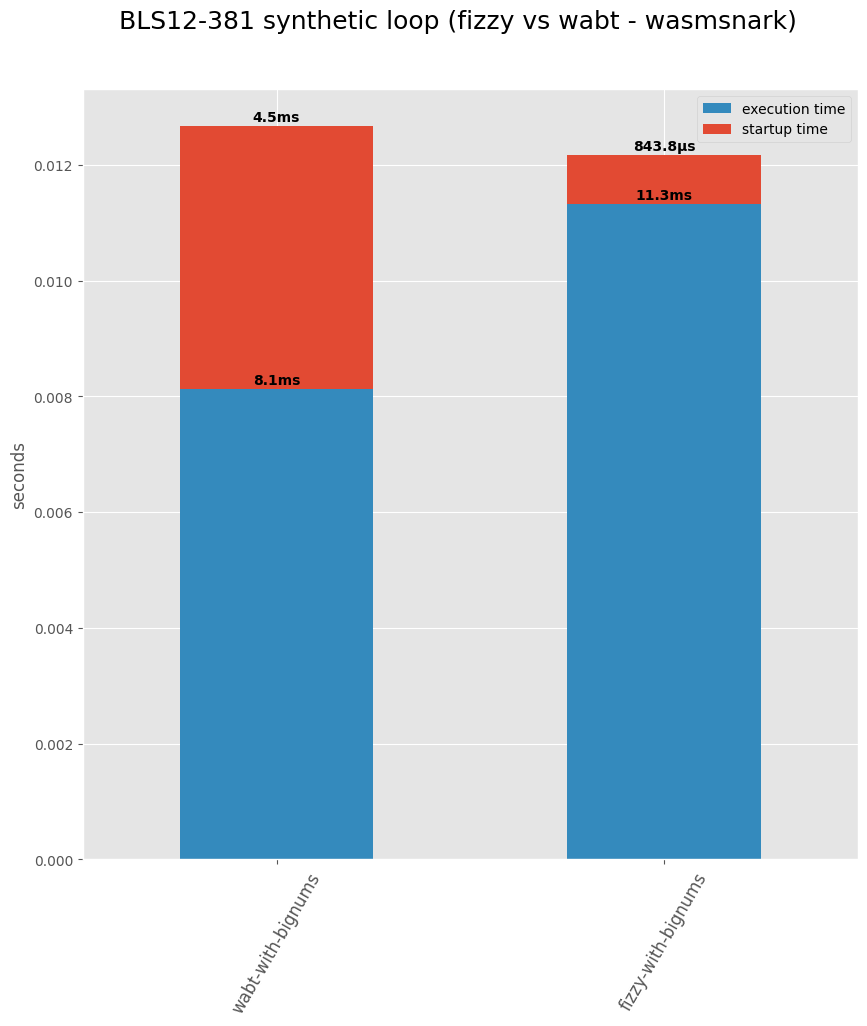 BLS12-381 synthetic loop (fizzy vs wabt - wasmsnark)
execution time
startup time
4.5ms
843.8µs
11.3ms
8.1ms
seconds
0.012
0.010
0.008
0.006
0.004
0.002
0.000
wabt-with-bignums
fizzy-with-bignums